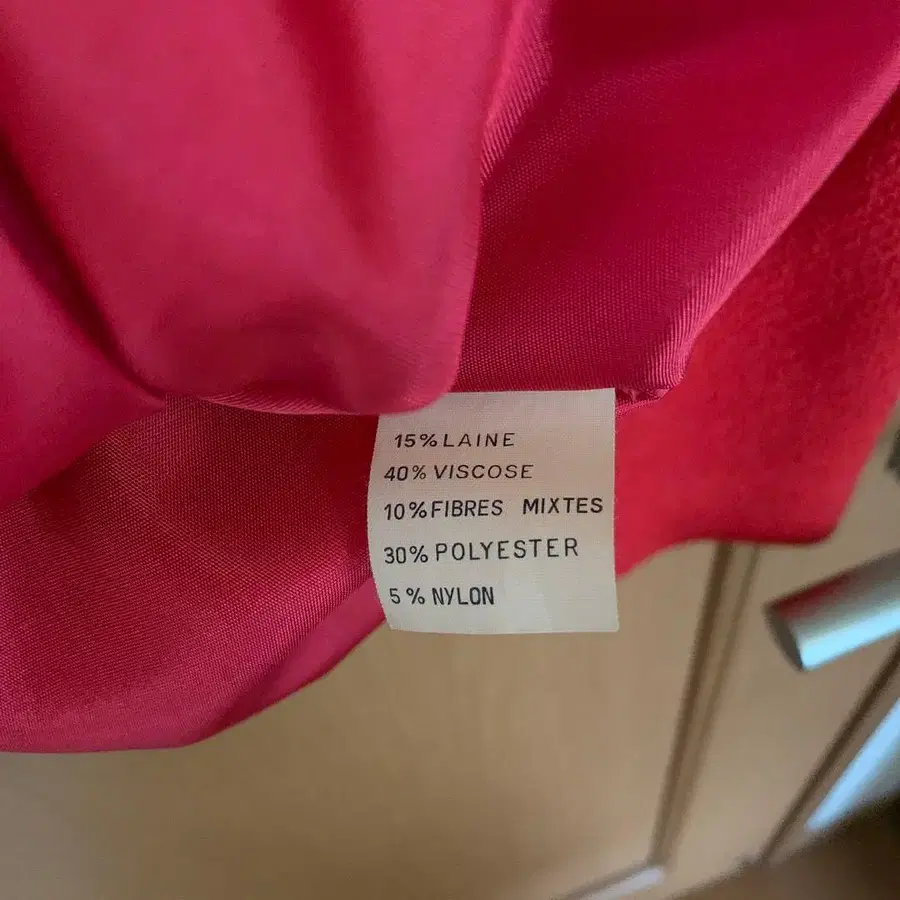 15% LAINE
40% VISCOSE
10% FIBRES MIXTES
30% POLYESTER
5% NYLON